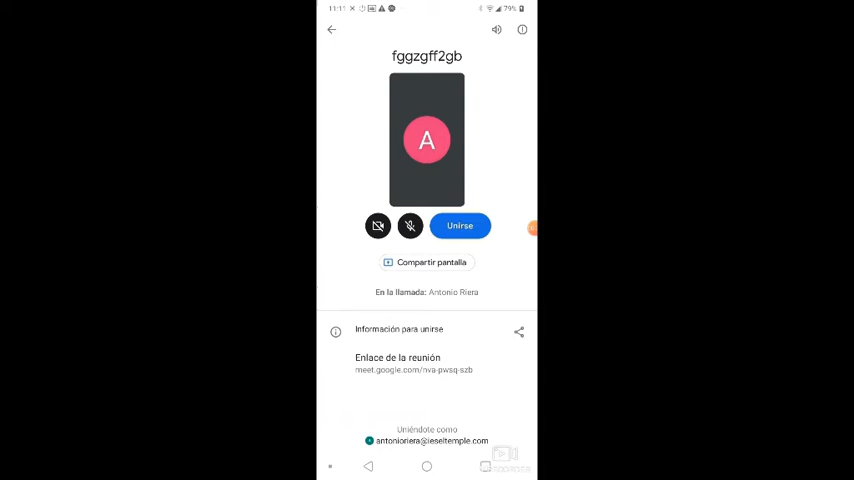 11:11
79%
fggzgff2gb
A
Unirse
Compartir pantalla
En la llamada: Antonio Riera
Información para unirse
Enlace de la reunión
meet.google.com/nva-pwsq-szb
Uniéndote como
antonioriera@ieseltemple.com